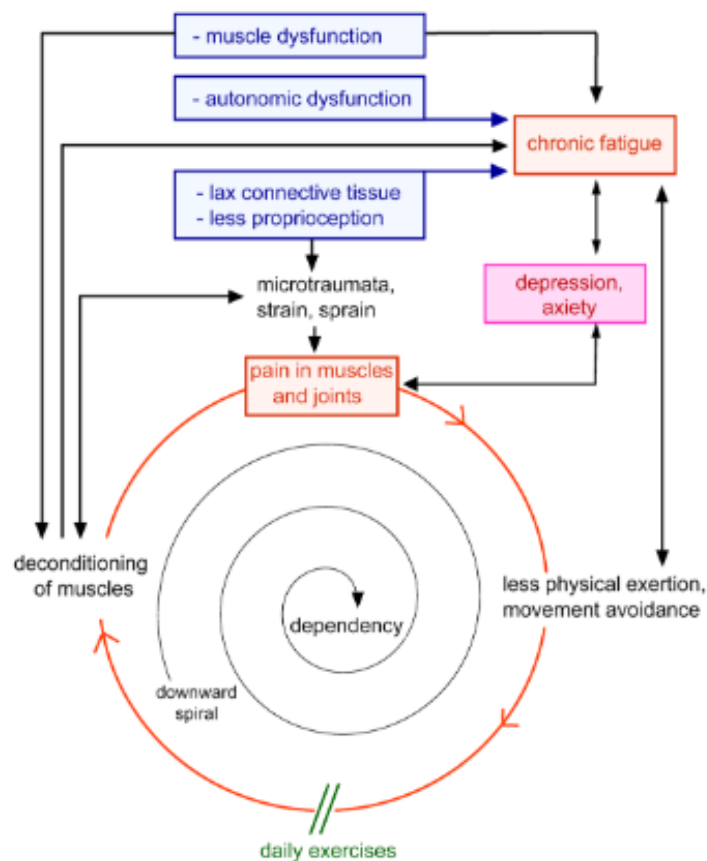 - muscle dysfunction
- autonomic dysfunction
chronic fatigue
- lax connective tissue
- less proprioception
microtraumata,
strain, sprain
depression,
axiety
pain in muscles
and joints
deconditioning
of muscles
less physical exertion,
movement avoidance
dependency
downward
spiral
daily exercises